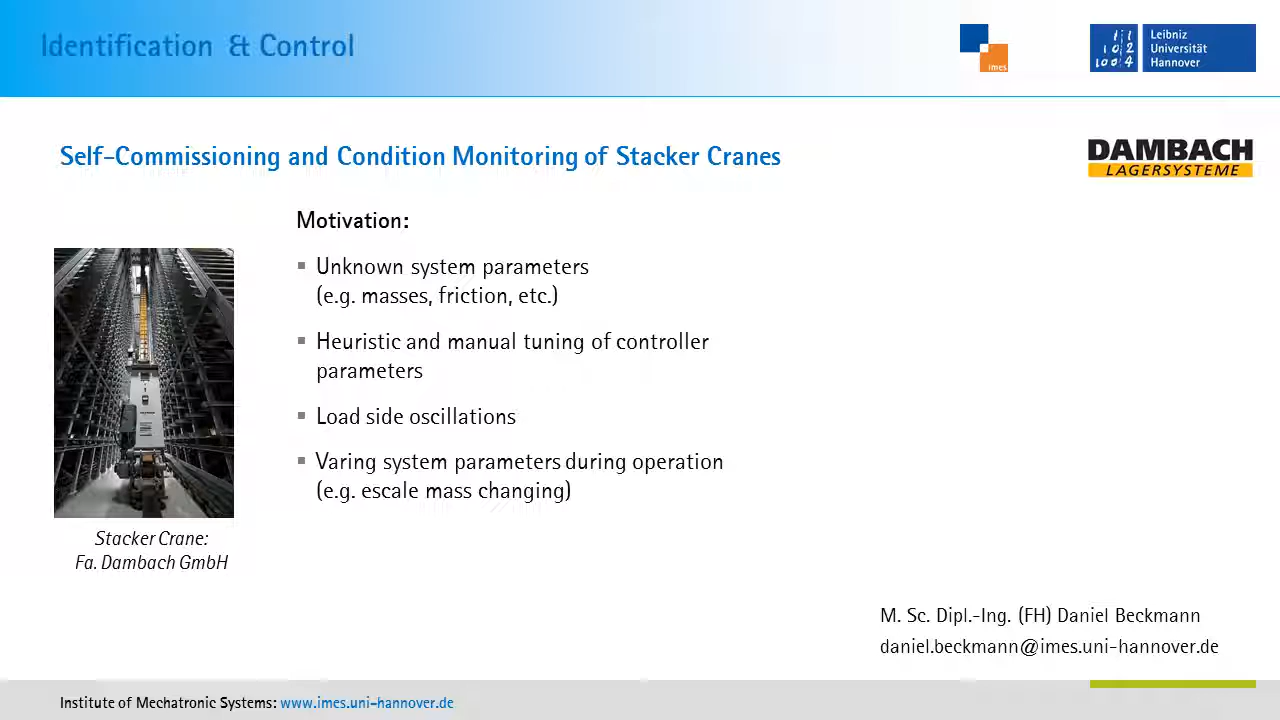 Identification & Control
imes
Leibniz
Universität
Hannover
Self-Commissioning and Condition Monitoring of Stacker Cranes
DAMBACH
LAGERSYSTEME
Motivation:
Unknown system parameters
(e.g. masses, friction, etc.)
Heuristic and manual tuning of controller
parameters
Load side oscillations
Varing system parameters during operation
(e.g. escale mass changing)
Stacker Crane:
Fa. Dambach GmbH
M. Sc. Dipl.-Ing. (FH) Daniel Beckmann
daniel.beckmann@imes.uni-hannover.de
Institute of Mechatronic Systems: www.imes.uni-hannover.de